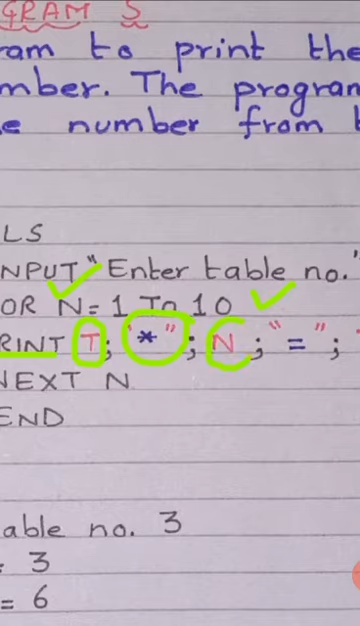 GRAM 5
ram to print the
mber. The program
e number from
LS
NPUT "Enter table no."
OR N=1 To 10
RINT T; "*"; N; "="; "
NEXT N
END
able no. 3
3
= 6